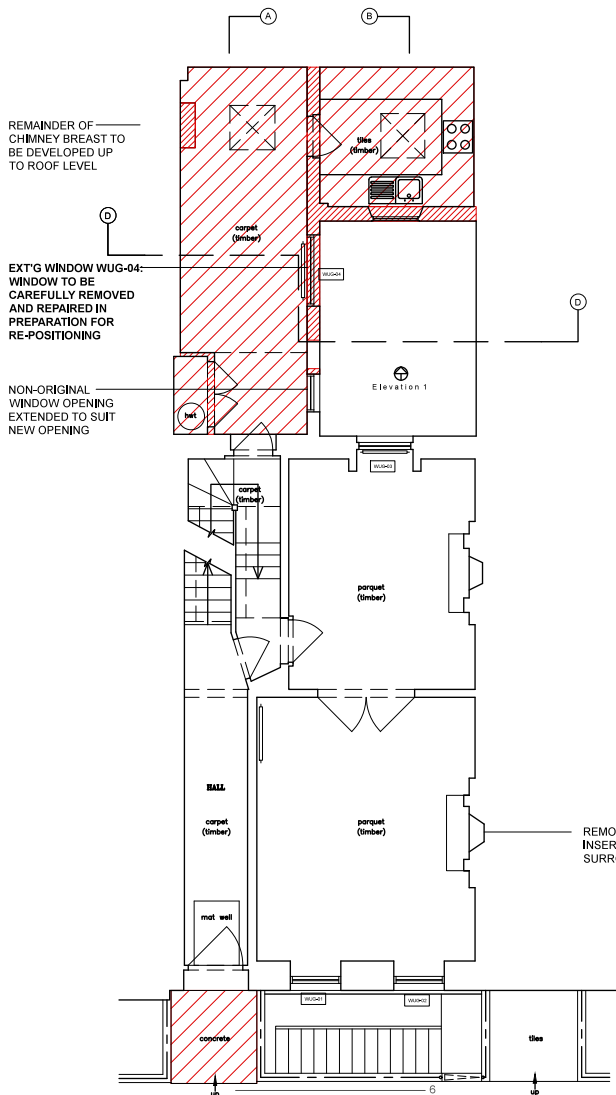 A
B
REMAINDER OF
CHIMNEY BREAST TO
BE DEVELOPED UP
TO ROOF LEVEL
tiles
(timber)
D
carpet
(timber)
EXT'G WINDOW WUG-04:
WINDOW TO BE
CAREFULLY REMOVED
AND REPAIRED IN
PREPARATION FOR
RE-POSITIONING
WUG-04
D
Elevation 1
NON-ORIGINAL
WINDOW OPENING
EXTENDED TO SUIT
NEW OPENING
hwt
WUG-03
carpet
(timber)
parquet
(timber)
HALL
carpet
(timber)
parquet
(timber)
REMO
INSER
SURR
mat well
WUG-01
WUG-02
concrete
tiles
up
6
up